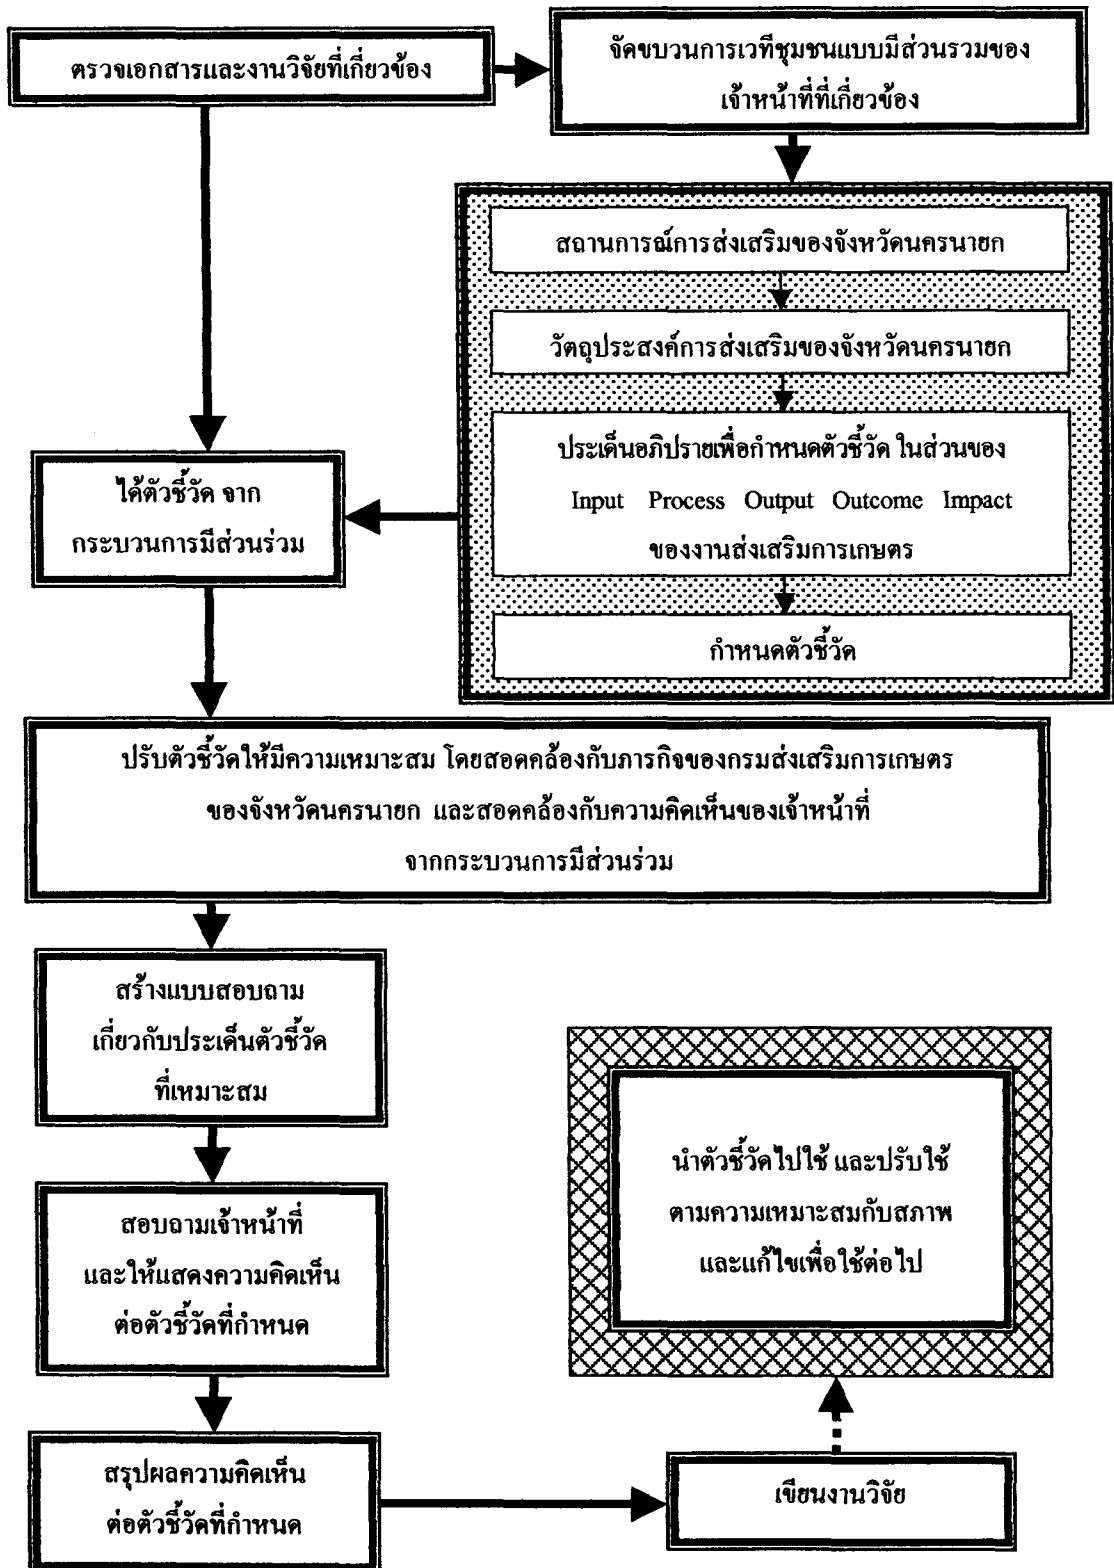 ตรวจเอกสารและงานวิจัยที่เกี่ยวข้อง
จัดขบวนการเวทีชุมชนแบบมีส่วนรวมของ
เจ้าหน้าที่ที่เกี่ยวข้อง
สถานการณ์การส่งเสริมของจังหวัดนครนายก
วัตถุประสงค์การส่งเสริมของจังหวัดนครนายก
ประเด็นอภิปรายเพื่อกำหนดตัวชี้วัด ในส่วนของ
Input Process Output Outcome Impact
ของงานส่งเสริมการเกษตร
กำหนดตัวชี้วัด
ได้ตัวชี้วัด จาก
กระบวนการมีส่วนร่วม
ปรับตัวชี้วัดให้มีความเหมาะสม โดยสอดคล้องกับภารกิจของกรมส่งเสริมการเกษตร
ของจังหวัดนครนายก และสอดคล้องกับความคิดเห็นของเจ้าหน้าที่
จากกระบวนการมีส่วนร่วม
สร้างแบบสอบถาม
เกี่ยวกับประเด็นตัวชี้วัด
ที่เหมาะสม
สอบถามเจ้าหน้าที่
และให้แสดงความคิดเห็น
ต่อตัวชี้วัดที่กำหนด
สรุปผลความคิดเห็น
ต่อตัวชี้วัดที่กำหนด
เขียนงานวิจัย
นำตัวชี้วัดไปใช้ และปรับใช้
ตามความเหมาะสมกับสภาพ
และแก้ไขเพื่อใช้ต่อไป